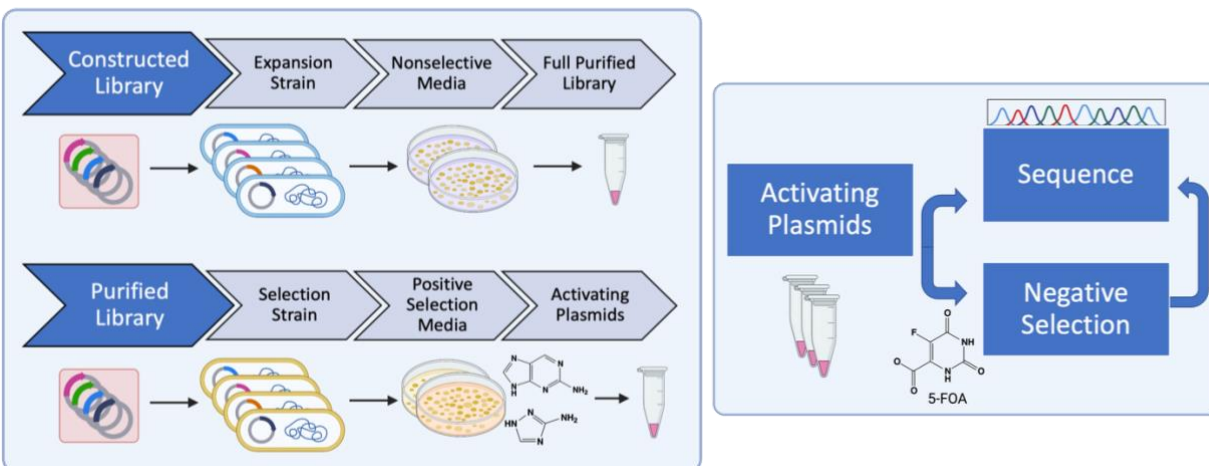 Constructed
Library
Expansion
Strain
Nonselective
Media
Full Purified
Library
Purified
Library
Selection
Strain
Positive
Selection
Media
Activating
Plasmids
N
N
N
H
N
NH₂
HN
N
N
NH₂
Activating
Plasmids
Sequence
Negative
Selection
O
F
NH
O
N
H
O
O
5-FOA